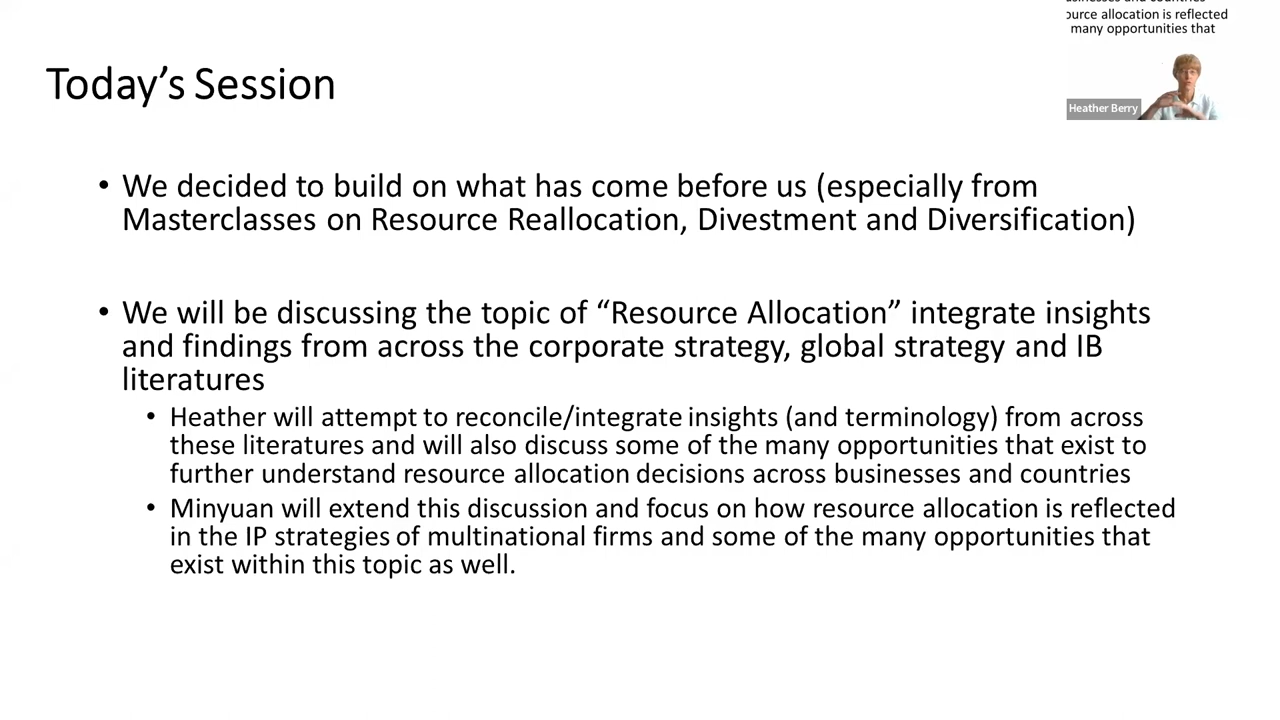 usinesses and countries
ource allocation is reflected
many opportunities that
Today's Session
Heather Berry
• We decided to build on what has come before us (especially from
Masterclasses on Resource Reallocation, Divestment and Diversification)
• We will be discussing the topic of “Resource Allocation” integrate insights
and findings from across the corporate strategy, global strategy and IB
literatures
• Heather will attempt to reconcile/integrate insights (and terminology) from across
these literatures and will also discuss some of the many opportunities that exist to
further understand resource allocation decisions across businesses and countries
• Minyuan will extend this discussion and focus on how resource allocation is reflected
in the IP strategies of multinational firms and some of the many opportunities that
exist within this topic as well.